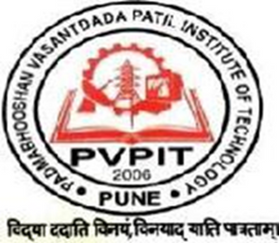 PADMABHOOSHAN VASANTDADA PATIL INSTITUTE OF TECHNOLOGY
PVPIT
2006
PUNE
विद्या ददाति विनयं,विनयाद् याति पात्रताम्